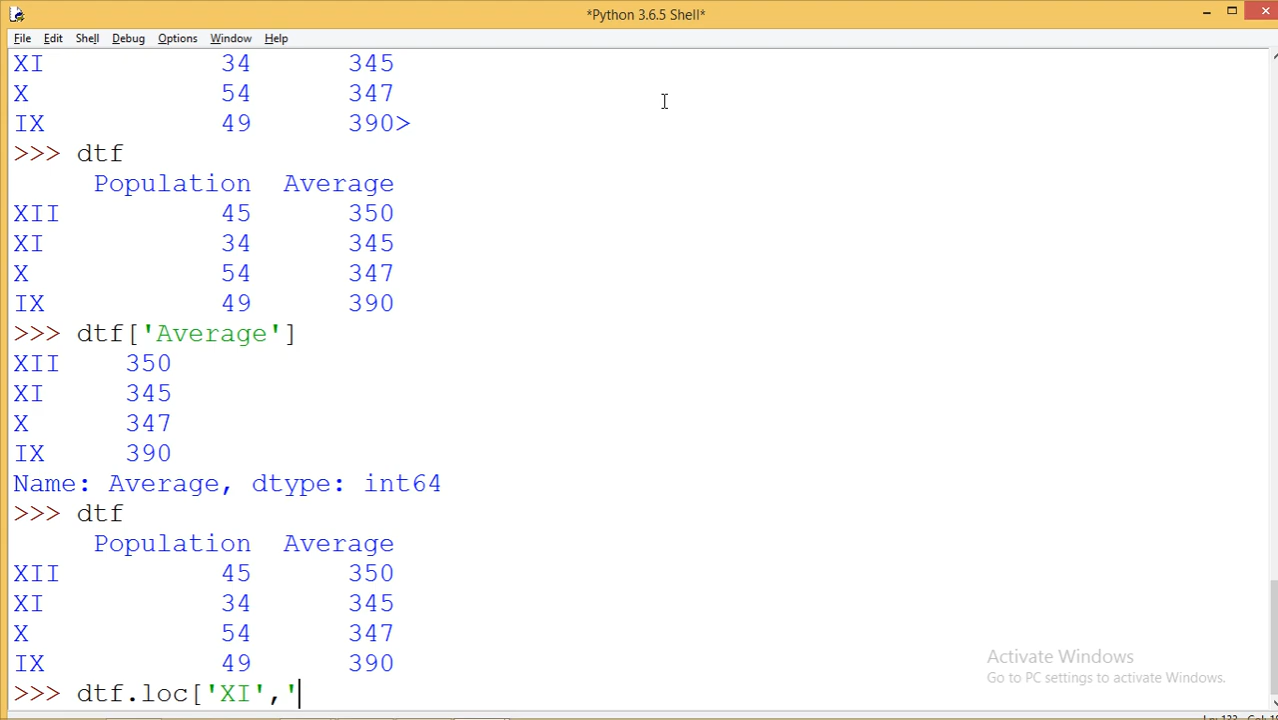 *Python 3.6.5 Shell*
File Edit Shell Debug Options Window Help
XI 34 345
X 54 347
IX 49 390>
>>> dtf
Population Average
XII 45 350
XI 34 345
X 54 347
IX 49 390
>>> dtf['Average']
XII 350
XI 345
X 347
IX 390
Name: Average, dtype: int64
>>> dtf
Population Average
XII 45 350
XI 34 345
X 54 347
IX 49 390
>>> dtf.loc['XI','
Activate Windows
Go to PC settings to activate Windows.